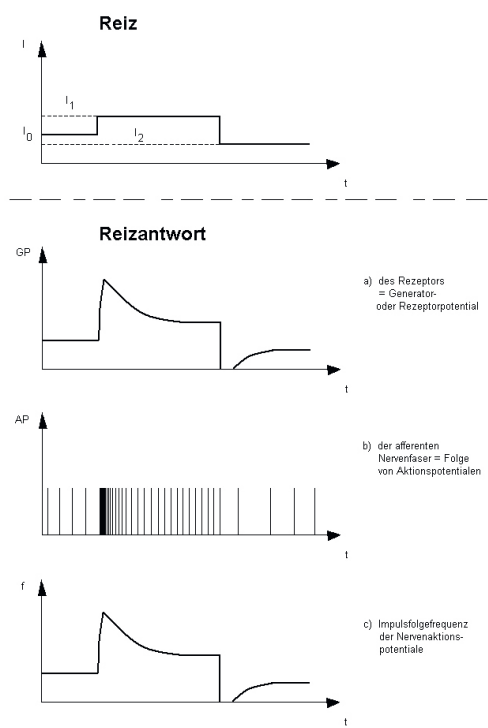 Reiz
I
I1
I0
I2
t
Reizantwort
GP
a) des Rezeptors
= Generator-
oder Rezeptorpotential
t
AP
b) der afferenten
Nervenfaser = Folge
von Aktionspotentialen
t
f
c) Impulsfolgefrequenz
der Nervenaktions-
potentiale
t